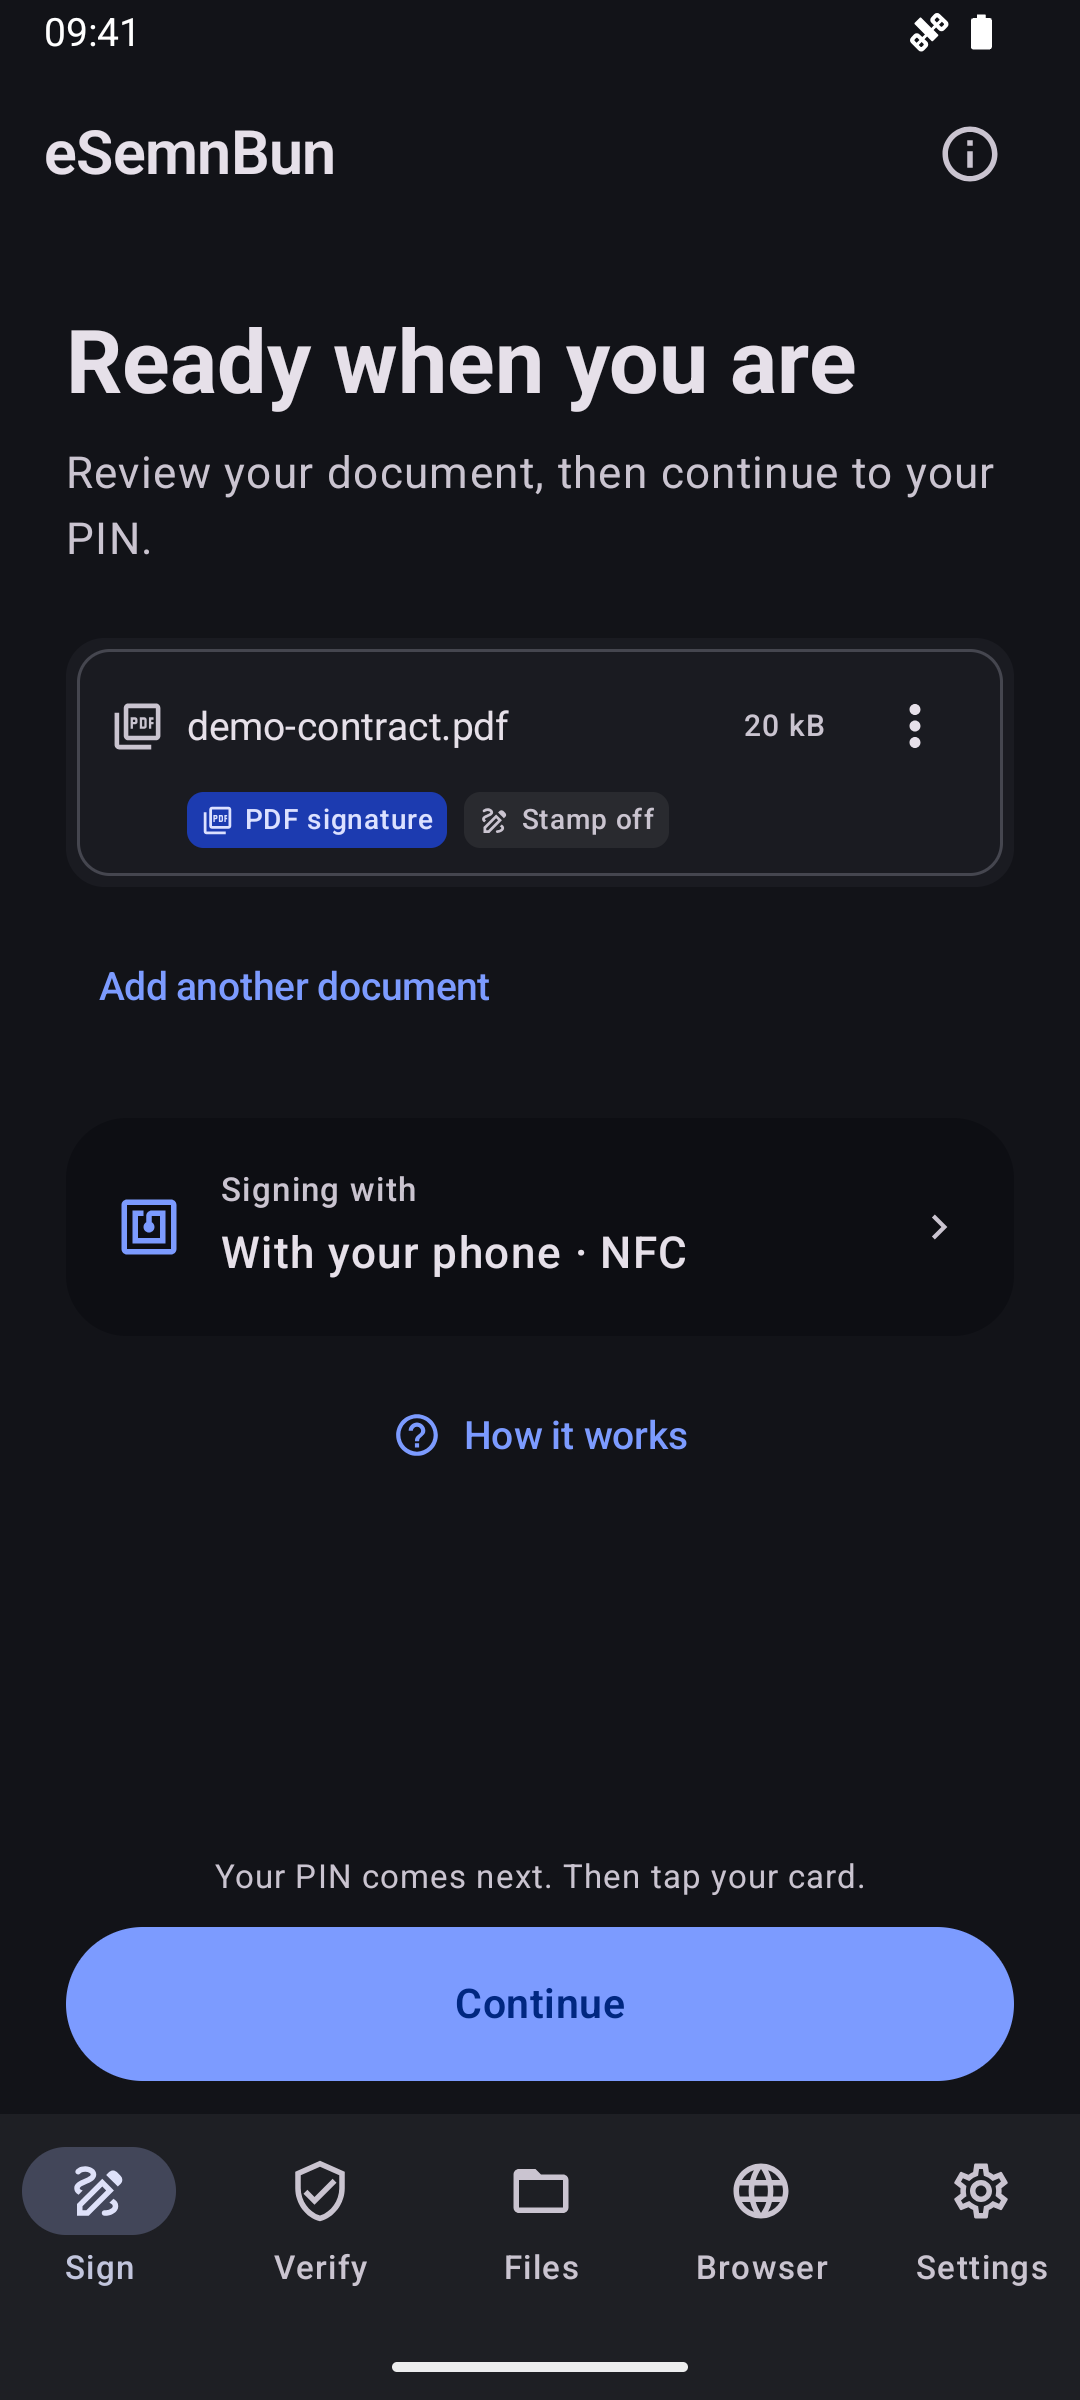 09:41
eSemnBun
Ready when you are
Review your document, then continue to your
PIN.
PDF
demo-contract.pdf
20 kB
PDF
PDF signature
Stamp off
Add another document
Signing with
With your phone · NFC
How it works
Your PIN comes next. Then tap your card.
Continue
Sign
Verify
Files
Browser
Settings